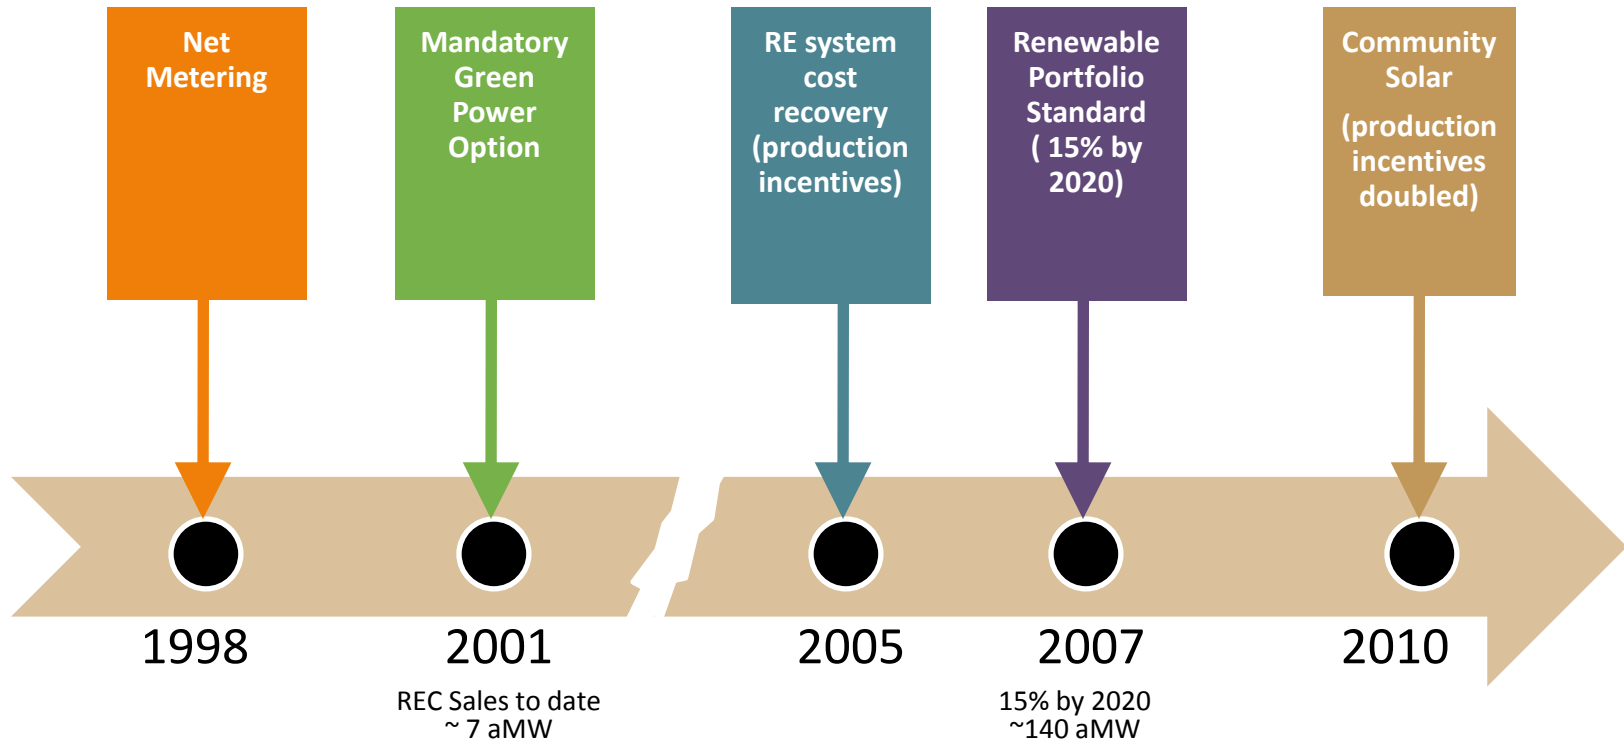 Net
Metering
Mandatory
Green
Power
Option
RE system
cost
recovery
(production
incentives)
Renewable
Portfolio
Standard
( 15% by
2020)
Community
Solar
(production
incentives
doubled)
1998
2001
2005
2007
2010
REC Sales to date
~ 7 aMW
15% by 2020
~140 aMW